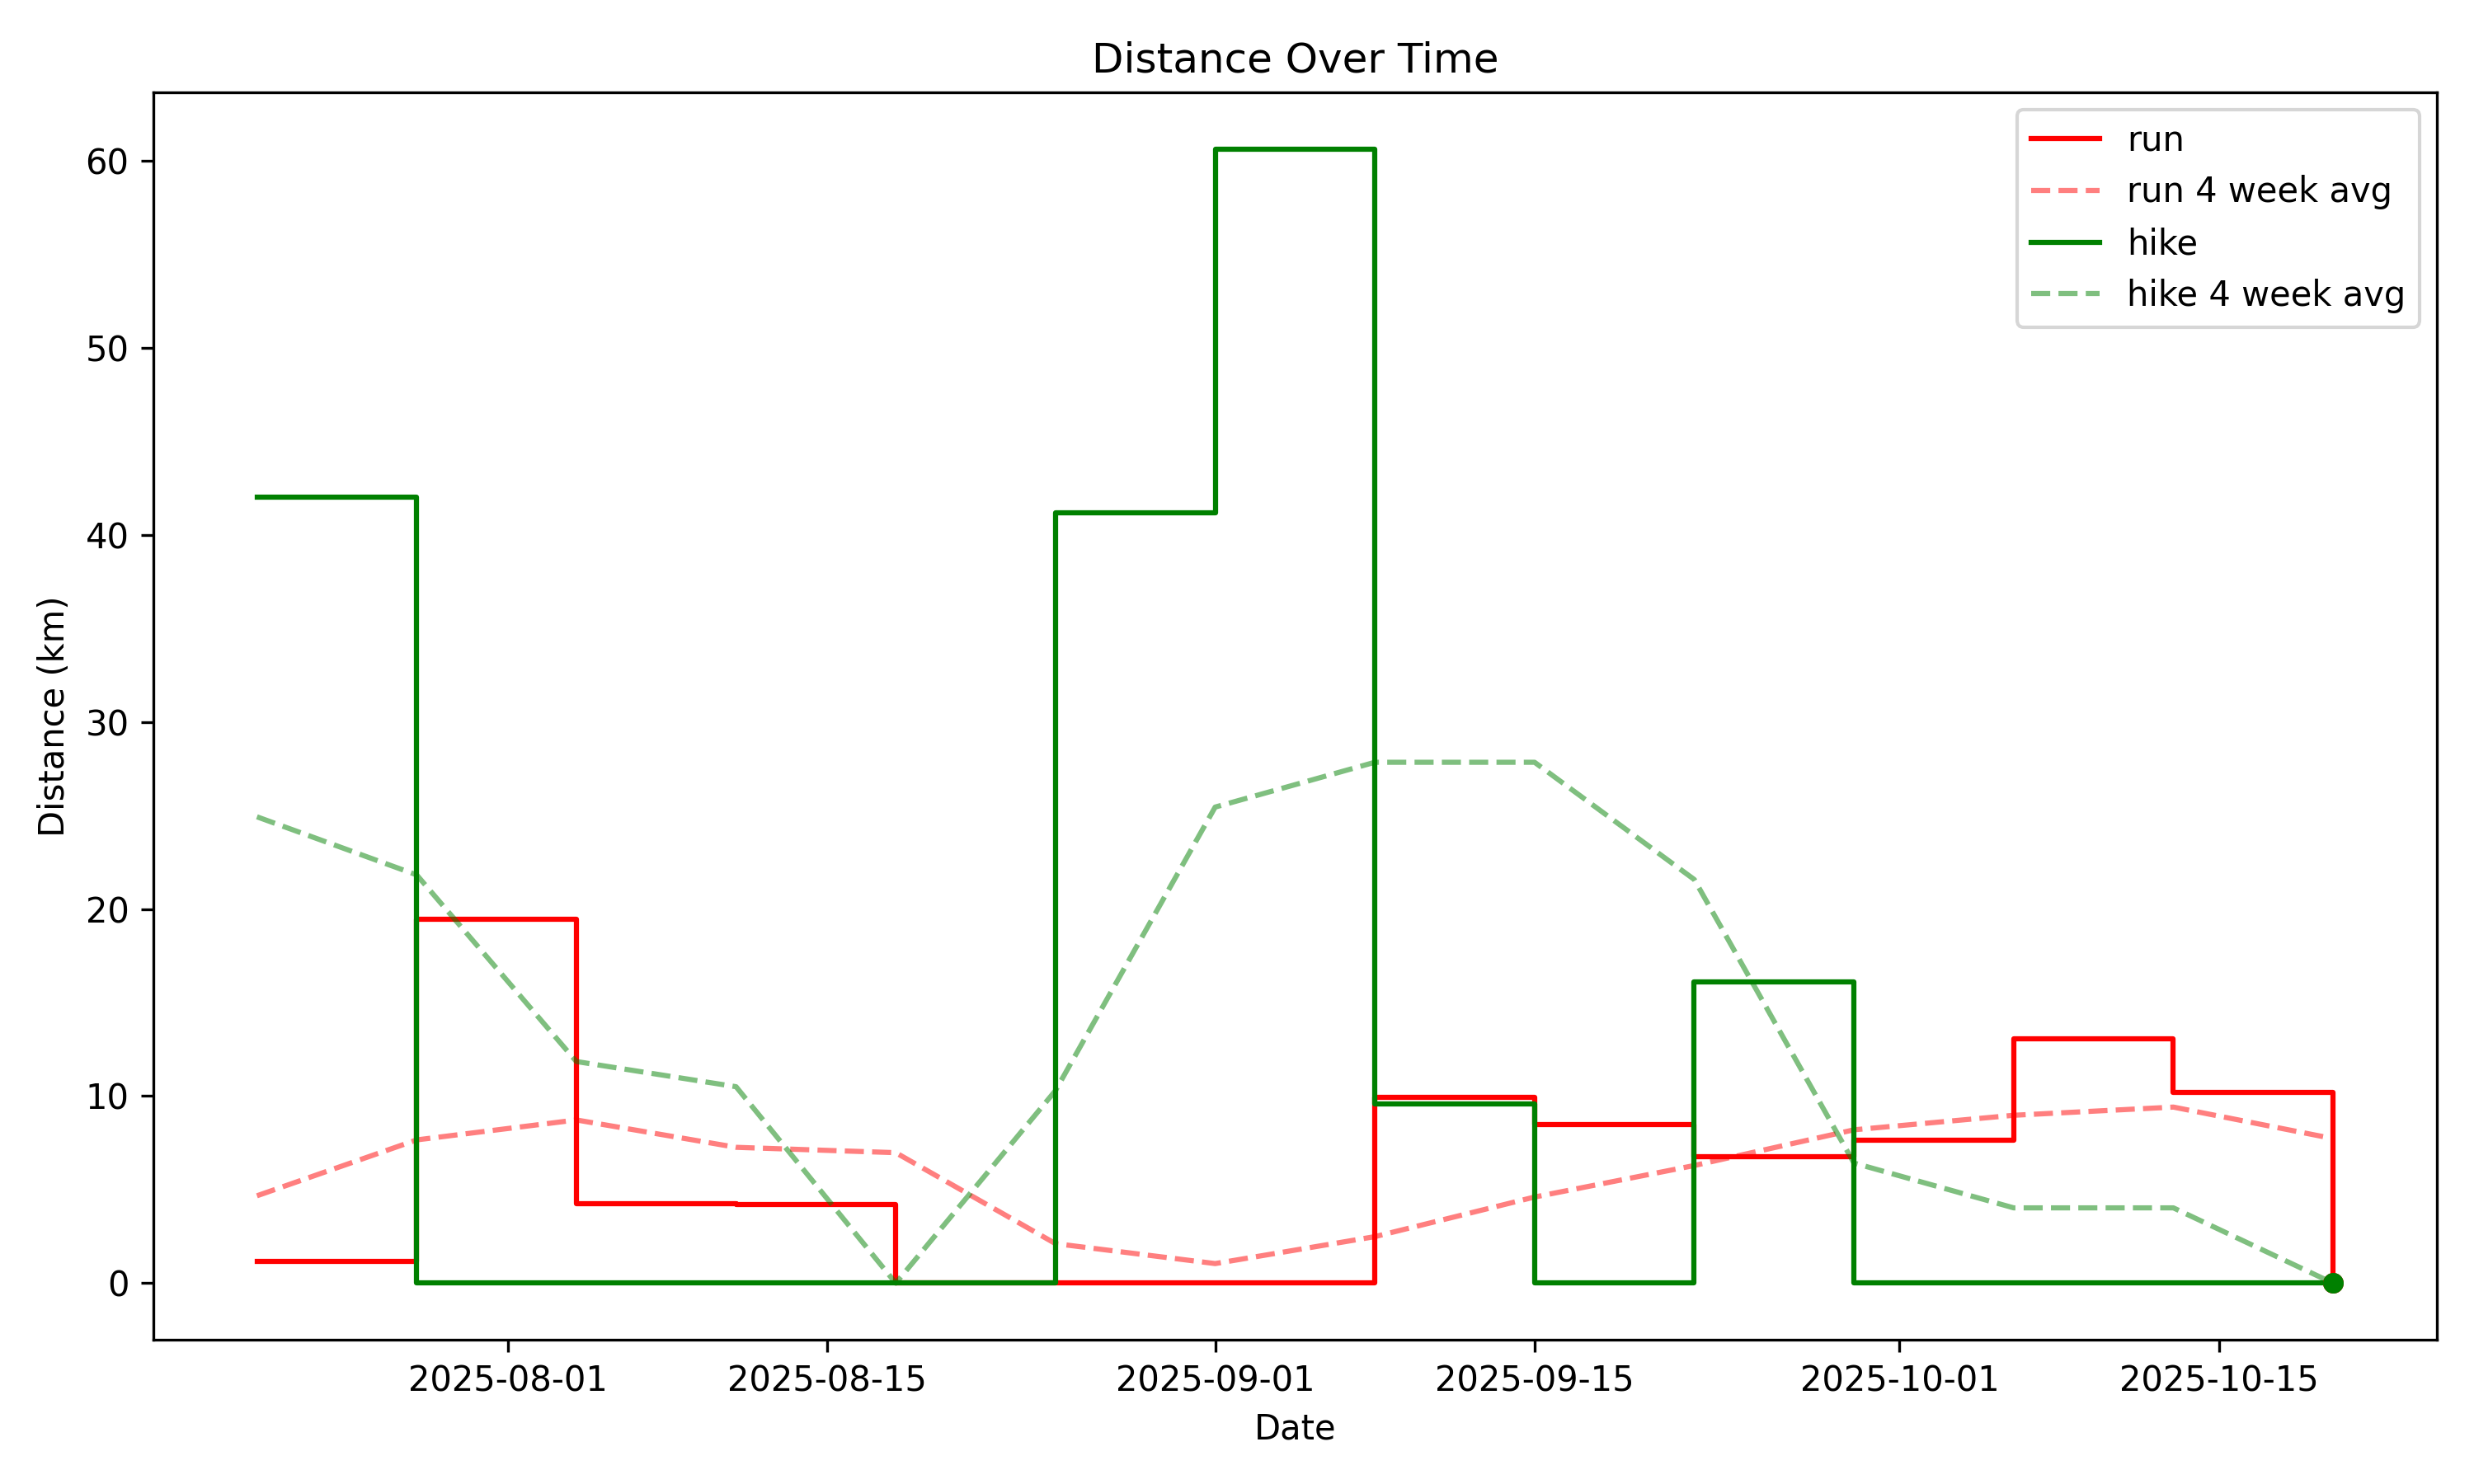 Distance Over Time
run
run 4 week avg
hike
hike 4 week avg
60
50
40
30
20
10
0
Distance (km)
2025-08-01 2025-08-15 2025-09-01 2025-09-15 2025-10-01 2025-10-15
Date